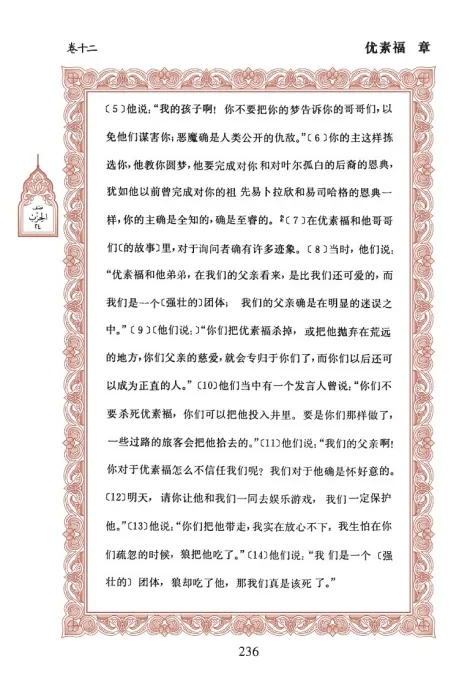 卷十二
优素福 章
〔5〕他说:“我的孩子啊! 你不要把你的梦告诉你的哥哥们,以
免他们谋害你;恶魔确是人类公开的仇敌。”〔6〕你的主这样拣
选你,他教你圆梦,他要完成对你和对叶尔孤白的后裔的恩典,
犹如他以前曾完成对你的祖 先易卜拉欣和易司哈格的恩典一
样,你的主确是全知的,确是至睿的。〔7〕在优素福和他哥哥
们〔的故事〕里,对于询问者确有许多迹象。〔8〕当时,他们说:
“优素福和他弟弟,在我们的父亲看来,是比我们还可爱的,而
我们是一个〔强壮的〕团体; 我们的父亲确是在明显的迷误之
中。”〔9〕〔他们说:〕“你们把优素福杀掉, 或把他抛弃在荒远
的地方,你们父亲的慈爱,就会专归于你们了,而你们以后还可
以成为正直的人。”〔10〕他们当中有一个发言人曾说:“你们不
要杀死优素福,你们可以把他投入井里。要是你们那样做了,
一些过路的旅客会把他拾去的。”〔11〕他们说:“我们的父亲啊!
你对于优素福怎么不信任我们呢? 我们对于他确是怀好意的。
〔12〕明天, 请你让他和我们一同去娱乐游戏, 我们一定保护
他。”〔13〕他说:“你们把他带走,我实在放心不下,我生怕在你
们疏忽的时候,狼把他吃了。”〔14〕他们说:“我 们是一个〔强
壮的〕团体,狼却吃了他,那我们真是该死了。”
نصف
الحزب
٢٤
236